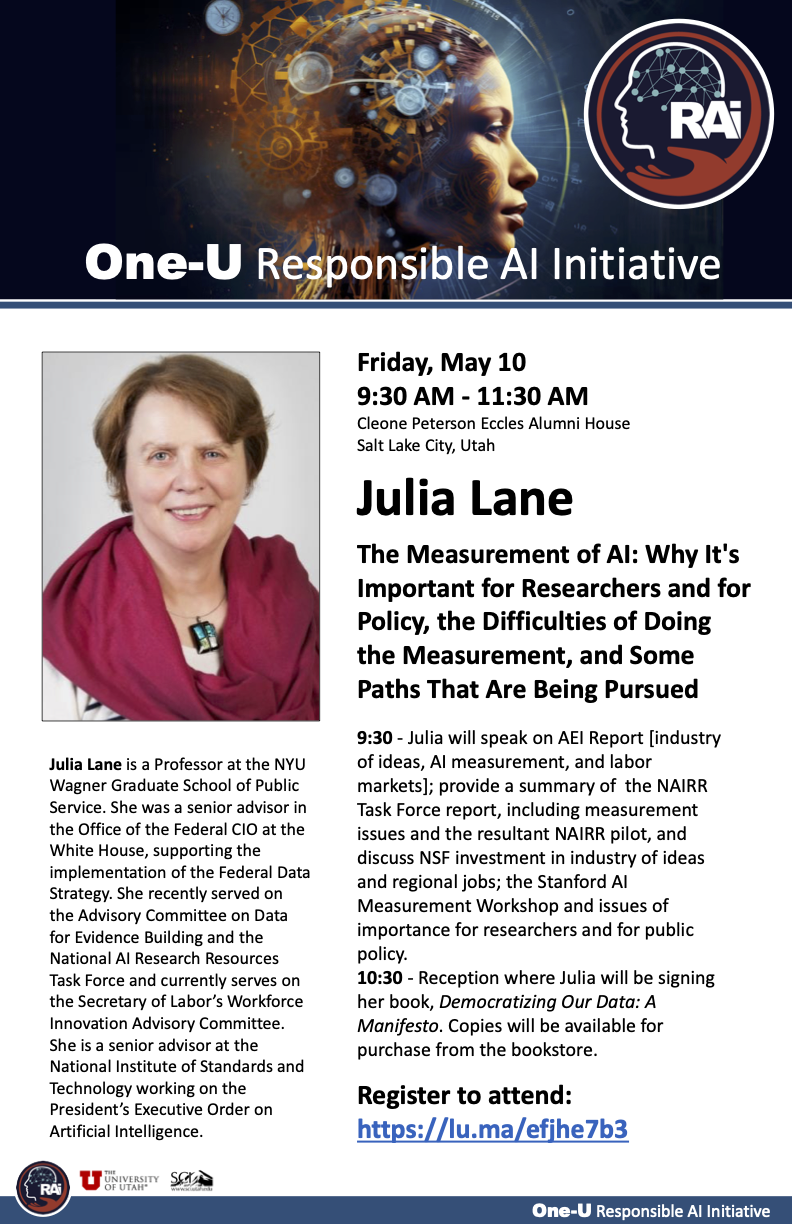 RAi
One-U Responsible AI Initiative
Friday, May 10
9:30 AM - 11:30 AM
Cleone Peterson Eccles Alumni House
Salt Lake City, Utah
Julia Lane
The Measurement of AI: Why It's
Important for Researchers and for
Policy, the Difficulties of Doing
the Measurement, and Some
Paths That Are Being Pursued
9:30 - Julia will speak on AEI Report [industry
of ideas, AI measurement, and labor
markets]; provide a summary of  the NAIRR
Task Force report, including measurement
issues and the resultant NAIRR pilot, and
discuss NSF investment in industry of ideas
and regional jobs; the Stanford AI
Measurement Workshop and issues of
importance for researchers and for public
policy.
10:30 - Reception where Julia will be signing
her book, Democratizing Our Data: A
Manifesto. Copies will be available for
purchase from the bookstore.
Register to attend:
https://lu.ma/efjhe7b3
Julia Lane is a Professor at the NYU
Wagner Graduate School of Public
Service. She was a senior advisor in
the Office of the Federal CIO at the
White House, supporting the
implementation of the Federal Data
Strategy. She recently served on
the Advisory Committee on Data
for Evidence Building and the
National AI Research Resources
Task Force and currently serves on
the Secretary of Labor's Workforce
Innovation Advisory Committee.
She is a senior advisor at the
National Institute of Standards and
Technology working on the
President's Executive Order on
Artificial Intelligence.
RAi
U THE
UNIVERSITY
OF UTAH®
SCI
www.sci.utah.edu
One-U Responsible AI Initiative